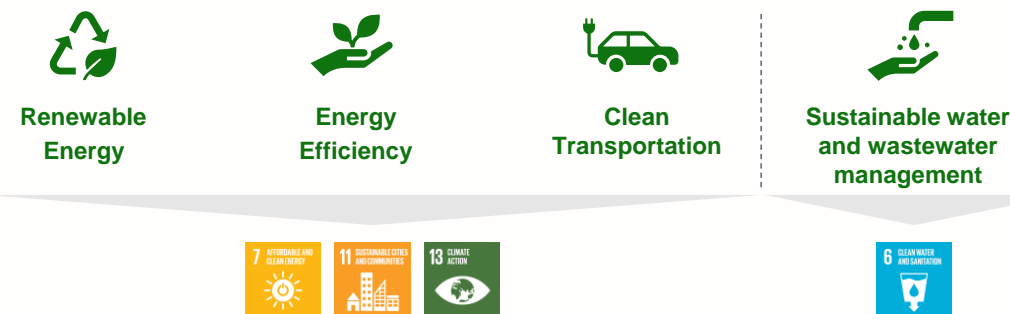 Renewable
Energy
Energy
Efficiency
Clean
Transportation
Sustainable water
and wastewater
management
7 AFFORDABLE AND
CLEAN ENERGY
11 SUSTAINABLE CITIES
AND COMMUNITIES
13 CLIMATE
ACTION
6 CLEAN WATER
AND SANITATION